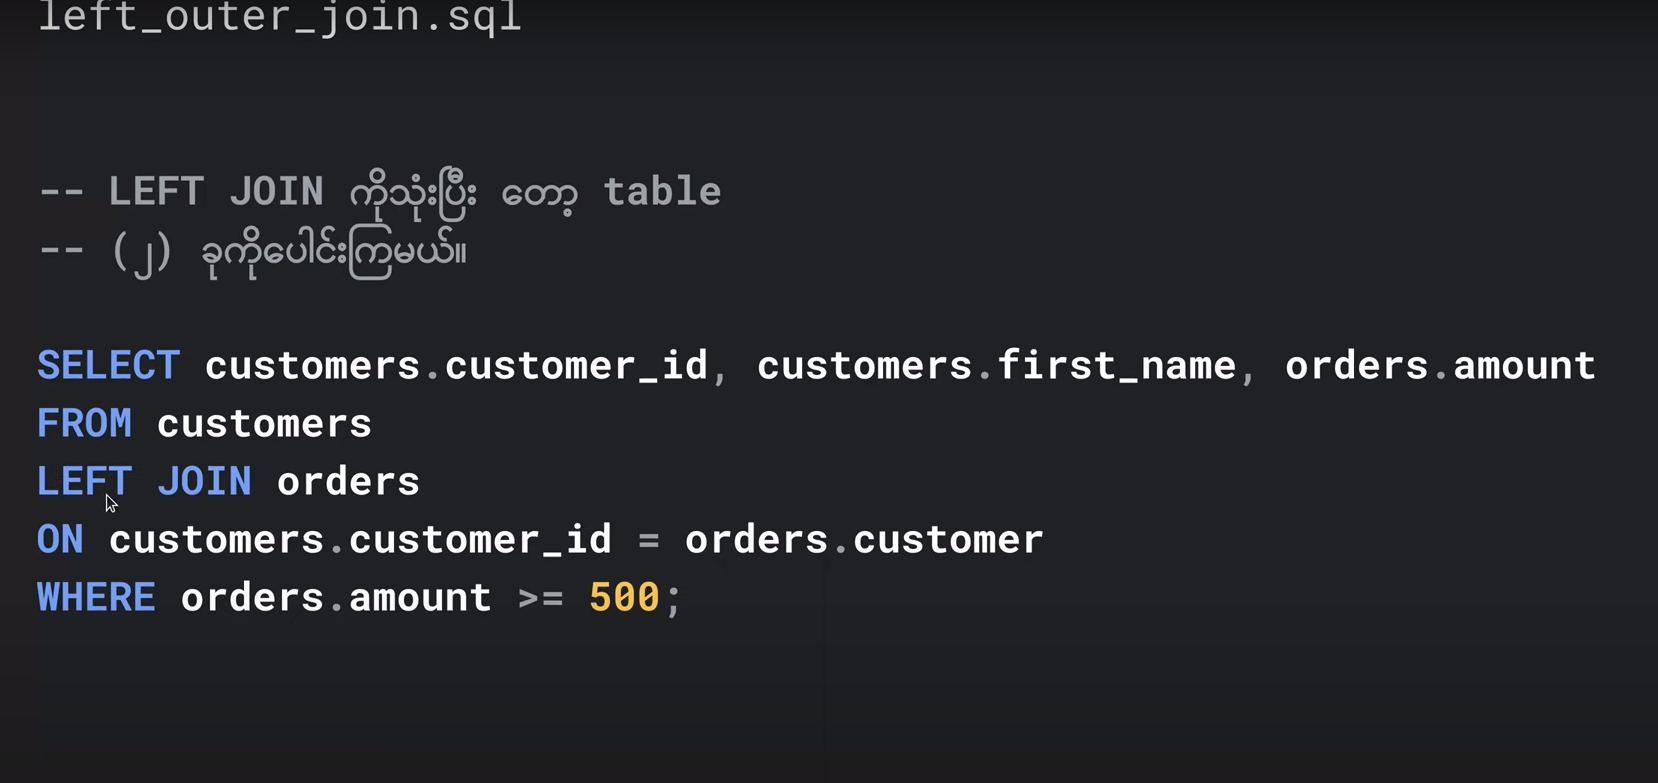 left_outer_join.sql
-- LEFT JOIN ကိုသုံးပြီး တော့ table
-- (၂) ခုကိုပေါင်းကြမယ်။
SELECT customers.customer_id, customers.first_name, orders.amount
FROM customers
LEFT JOIN orders
ON customers.customer_id = orders.customer
WHERE orders.amount >= 500;